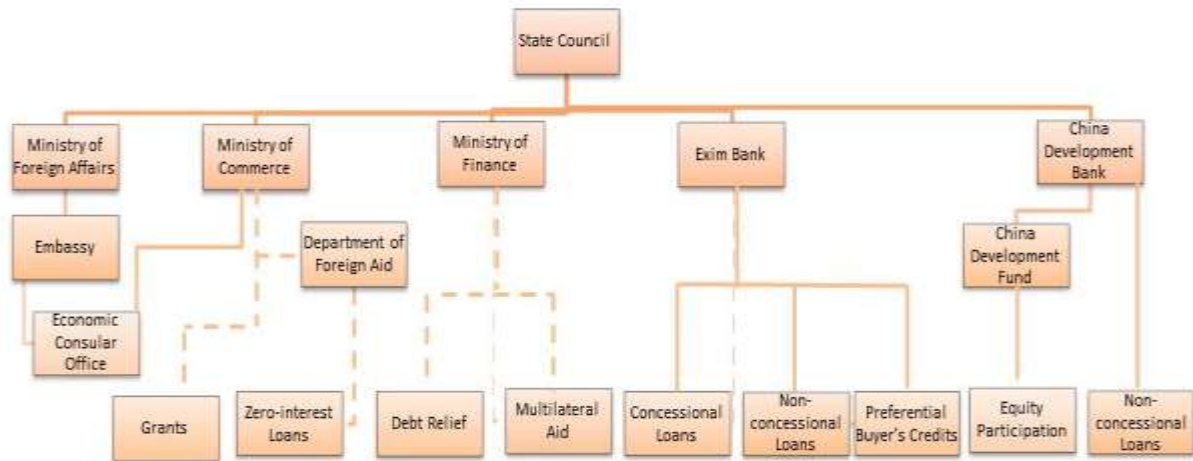 State Council
Ministry of
Foreign Affairs
Ministry of
Commerce
Ministry of
Finance
Exim Bank
China
Development
Bank
Embassy
Department of
Foreign Aid
China
Development
Fund
Economic
Consular
Office
Grants
Zero-interest
Loans
Debt Relief
Multilateral
Aid
Concessional
Loans
Non-
concessional
Loans
Preferential
Buyer's Credits
Equity
Participation
Non-
concessional
Loans